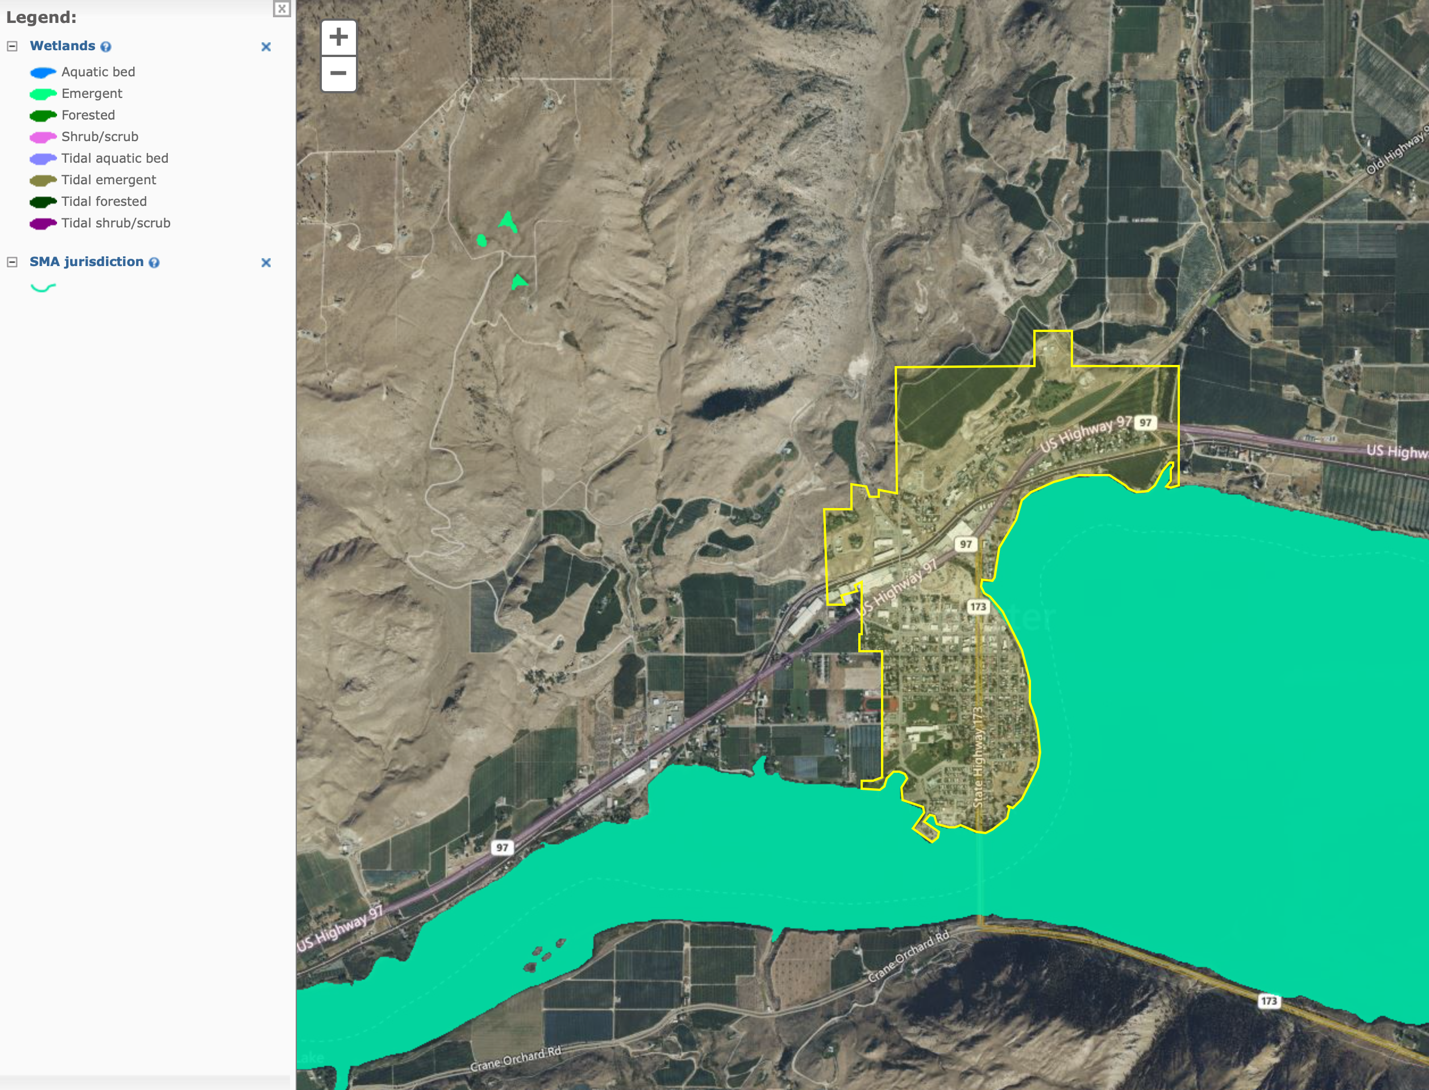 Legend:
Wetlands
Aquatic bed
Emergent
Forested
Shrub/scrub
Tidal aquatic bed
Tidal emergent
Tidal forested
Tidal shrub/scrub
SMA jurisdiction
+
−
Old Highway 9
US Highway 97
97
US Highw
97
US Highway 97
173
State Highway 173
97
US Highway 97
Crane Orchard Rd
173
Crane Orchard Rd
Lake